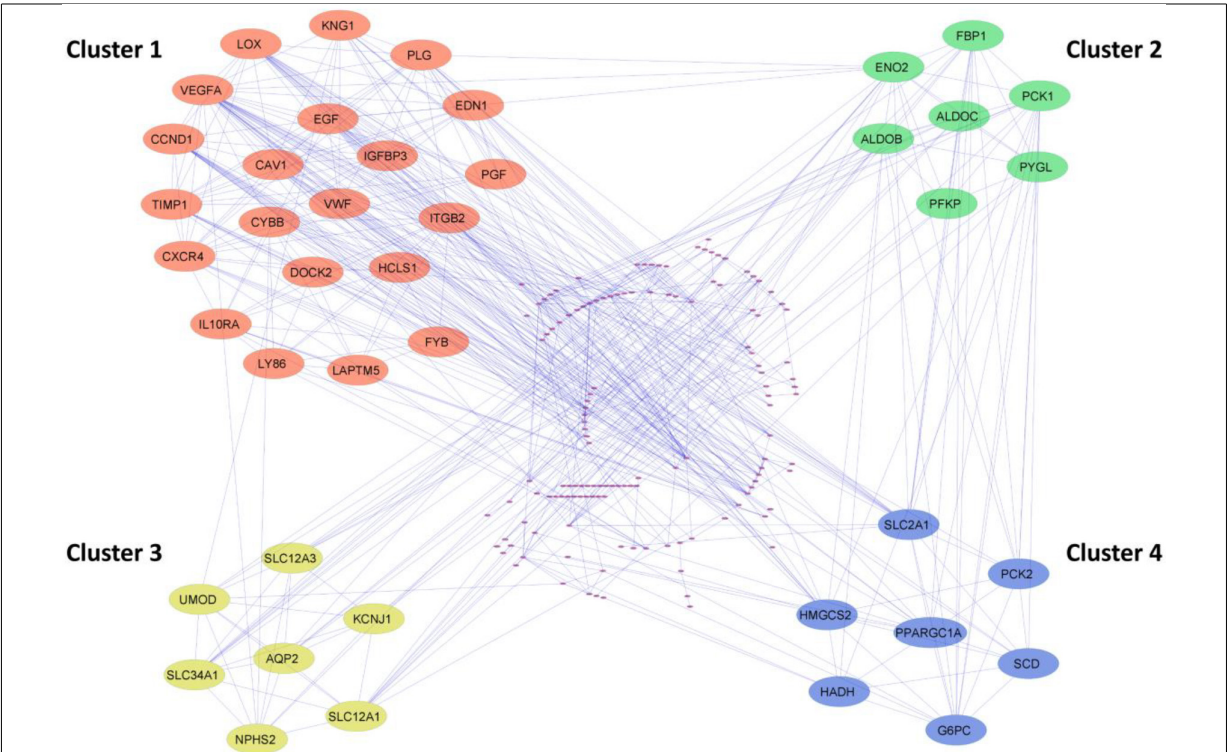 Cluster 1
LOX
KNG1
PLG
VEGFA
EGF
EDN1
CCND1
CAV1
IGFBP3
PGF
TIMP1
CYBB
VWF
ITGB2
CXCR4
DOCK2
HCLS1
IL10RA
LY86
LAPTM5
FYB
Cluster 2
FBP1
ENO2
PCK1
ALDOC
ALDOB
PYGL
PFKP
Cluster 3
SLC12A3
UMOD
KCNJ1
AQP2
SLC34A1
SLC12A1
NPHS2
Cluster 4
SLC2A1
PCK2
HMGCS2
PPARGC1A
SCD
HADH
G6PC